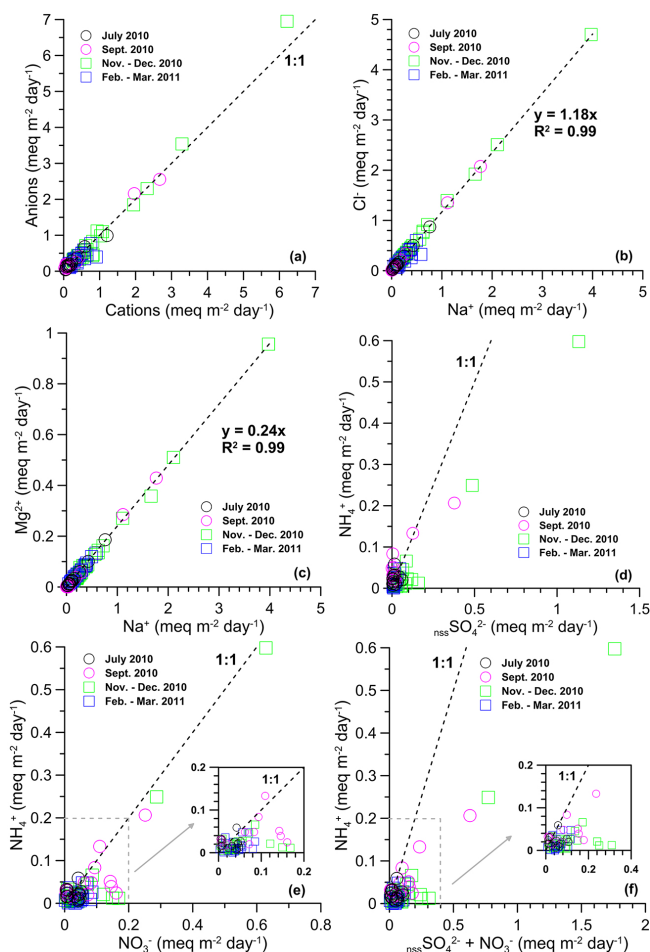 7
6
5
4
3
2
1
0
Anions (meq m⁻² day⁻¹)
July 2010
Sept. 2010
Nov. - Dec. 2010
Feb. - Mar. 2011
1:1
(a)
0 1 2 3 4 5 6 7
Cations (meq m⁻² day⁻¹)
5
4
3
2
1
0
Cl⁻ (meq m⁻² day⁻¹)
July 2010
Sept. 2010
Nov. - Dec. 2010
Feb. - Mar. 2011
y = 1.18x
R² = 0.99
(b)
0 1 2 3 4 5
Na⁺ (meq m⁻² day⁻¹)
1
0.8
0.6
0.4
0.2
0
Mg²⁺ (meq m⁻² day⁻¹)
y = 0.24x
R² = 0.99
July 2010
Sept. 2010
Nov. - Dec. 2010
Feb. - Mar. 2011
(c)
0 1 2 3 4 5
Na⁺ (meq m⁻² day⁻¹)
0.6
0.5
0.4
0.3
0.2
0.1
0
NH₄⁺ (meq m⁻² day⁻¹)
1:1
July 2010
Sept. 2010
Nov. - Dec. 2010
Feb. - Mar. 2011
(d)
0 0.5 1 1.5
nssSO₄²⁻ (meq m⁻² day⁻¹)
0.6
0.5
0.4
0.3
0.2
0.1
0
NH₄⁺ (meq m⁻² day⁻¹)
July 2010
Sept. 2010
Nov. - Dec. 2010
Feb. - Mar. 2011
1:1
0.2
0.1
0
1:1
0 0.1 0.2
(e)
0 0.2 0.4 0.6 0.8
NO₃⁻ (meq m⁻² day⁻¹)
0.6
0.5
0.4
0.3
0.2
0.1
0
NH₄⁺ (meq m⁻² day⁻¹)
1:1
July 2010
Sept. 2010
Nov. - Dec. 2010
Feb. - Mar. 2011
0.2
0.1
0
1:1
0 0.2 0.4
(f)
0 0.5 1 1.5 2
nssSO₄²⁻ + NO₃⁻ (meq m⁻² day⁻¹)